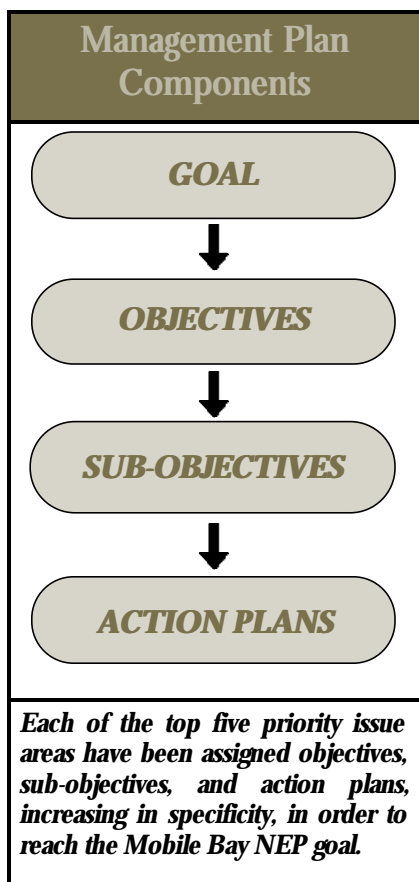 Management Plan
Components
GOAL
OBJECTIVES
SUB-OBJECTIVES
ACTION PLANS
Each of the top five priority issue
areas have been assigned objectives,
sub-objectives, and action plans,
increasing in specificity, in order to
reach the Mobile Bay NEP goal.